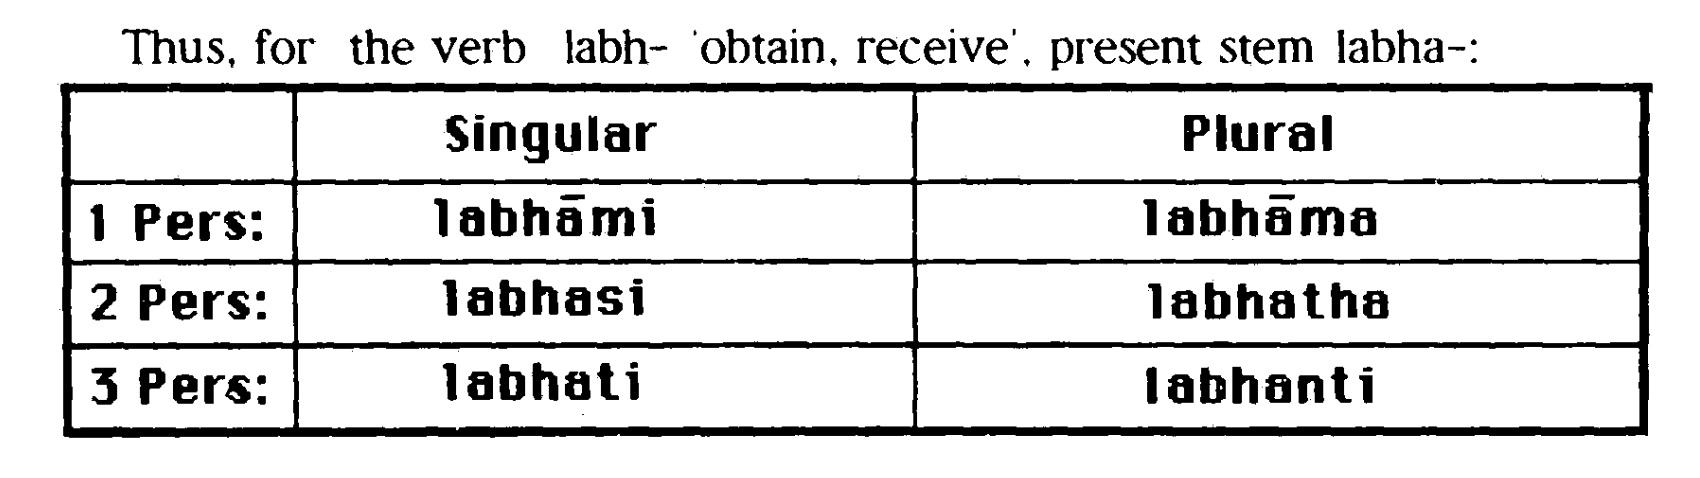 Thus, for the verb labh- 'obtain, receive', present stem labha-:
Singular Plural
1 Pers: labhāmi labhāma
2 Pers: labhasi labhatha
3 Pers: labhati labhanti